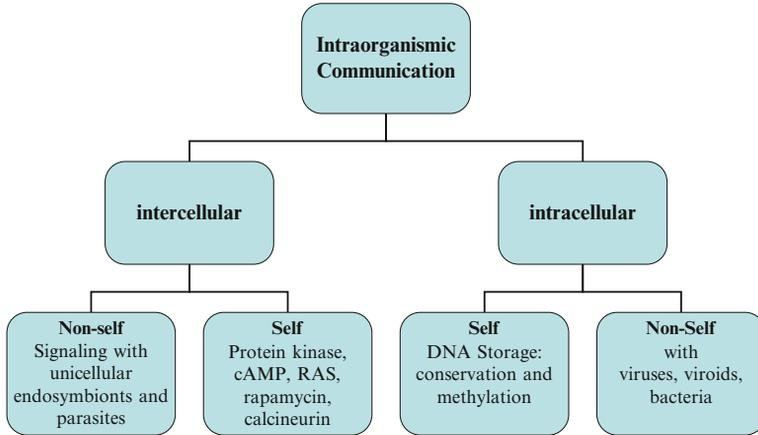 Intraorganismic
Communication
intercellular
intracellular
Non-self
Signaling with
unicellular
endosymbionts and
parasites
Self
Protein kinase,
cAMP, RAS,
rapamycin,
calcineurin
Self
DNA Storage:
conservation and
methylation
Non-Self
with
viruses, viroids,
bacteria